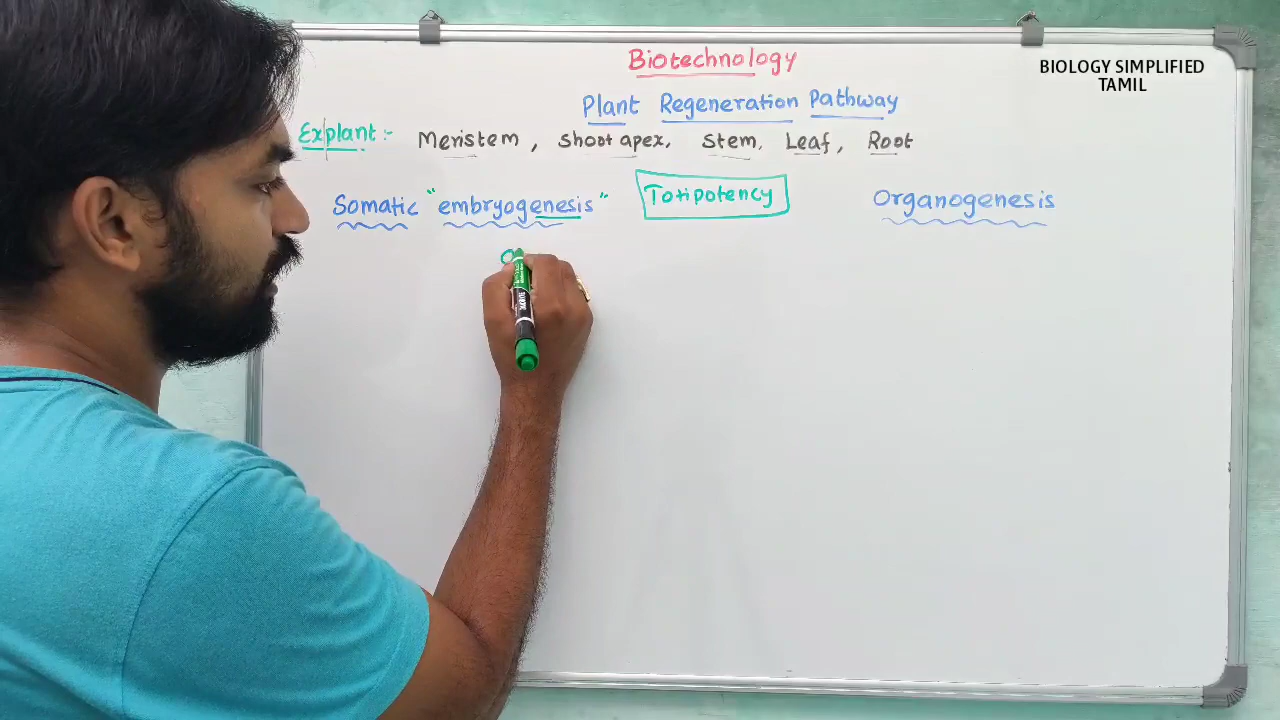 Biotechnology
BIOLOGY SIMPLIFIED
TAMIL
Plant Regeneration Pathway
Explant:- Meristem, Shoot apex, Stem, Leaf, Root
Somatic "embryogenesis" Totipotency Organogenesis